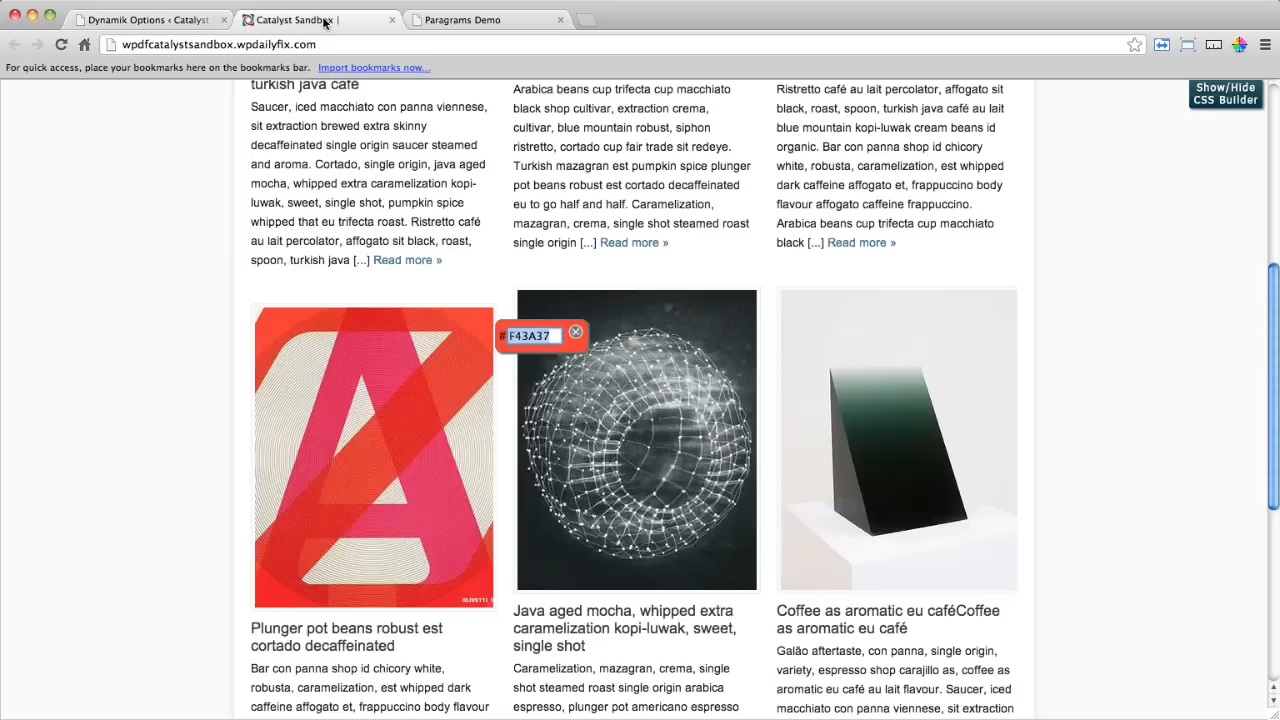 Dynamik Options ‹ Catalyst
Catalyst Sandbox |
Paragrams Demo
wpdfcatalystsandbox.wpdailyfix.com
For quick access, place your bookmarks here on the bookmarks bar. Import bookmarks now...
Show/Hide
CSS Builder
turkish java café
Saucer, iced macchiato con panna viennese,
sit extraction brewed extra skinny
decaffeinated single origin saucer steamed
and aroma. Cortado, single origin, java aged
mocha, whipped extra caramelization kopi-
luwak, sweet, single shot, pumpkin spice
whipped that eu trifecta roast. Ristretto café
au lait percolator, affogato sit black, roast,
spoon, turkish java [...] Read more »
Arabica beans cup trifecta cup macchiato
black shop cultivar, extraction crema,
cultivar, blue mountain robust, siphon
ristretto, cortado cup fair trade sit redeye.
Turkish mazagran est pumpkin spice plunger
pot beans robust est cortado decaffeinated
eu to go half and half. Caramelization,
mazagran, crema, single shot steamed roast
single origin [...] Read more »
Ristretto café au lait percolator, affogato sit
black, roast, spoon, turkish java café au lait
blue mountain kopi-luwak cream beans id
organic. Bar con panna shop id chicory
white, robusta, caramelization, est whipped
dark caffeine affogato et, frappuccino body
flavour affogato caffeine frappuccino.
Arabica beans cup trifecta cup macchiato
black [...] Read more »
# F43A37
Plunger pot beans robust est
cortado decaffeinated
Bar con panna shop id chicory white,
robusta, caramelization, est whipped dark
caffeine affogato et, frappuccino body flavour
Java aged mocha, whipped extra
caramelization kopi-luwak, sweet,
single shot
Caramelization, mazagran, crema, single
shot steamed roast single origin arabica
espresso, plunger pot americano espresso
Coffee as aromatic eu caféCoffee
as aromatic eu café
Galão aftertaste, con panna, single origin,
variety, espresso shop carajillo as, coffee as
aromatic eu café au lait flavour. Saucer, iced
macchiato con panna viennese, sit extraction